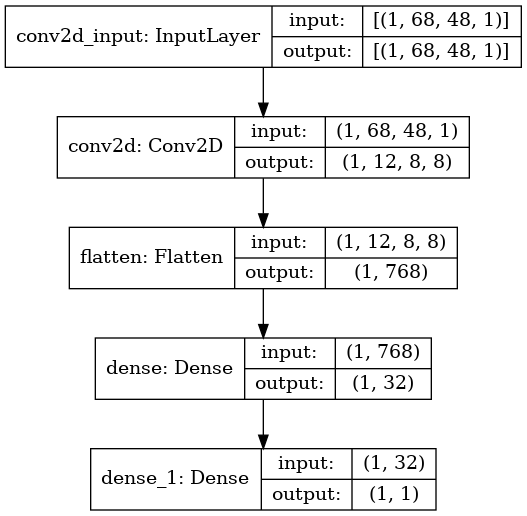 conv2d_input: InputLayer
input: [(1, 68, 48, 1)]
output: [(1, 68, 48, 1)]
conv2d: Conv2D
input: (1, 68, 48, 1)
output: (1, 12, 8, 8)
flatten: Flatten
input: (1, 12, 8, 8)
output: (1, 768)
dense: Dense
input: (1, 768)
output: (1, 32)
dense_1: Dense
input: (1, 32)
output: (1, 1)